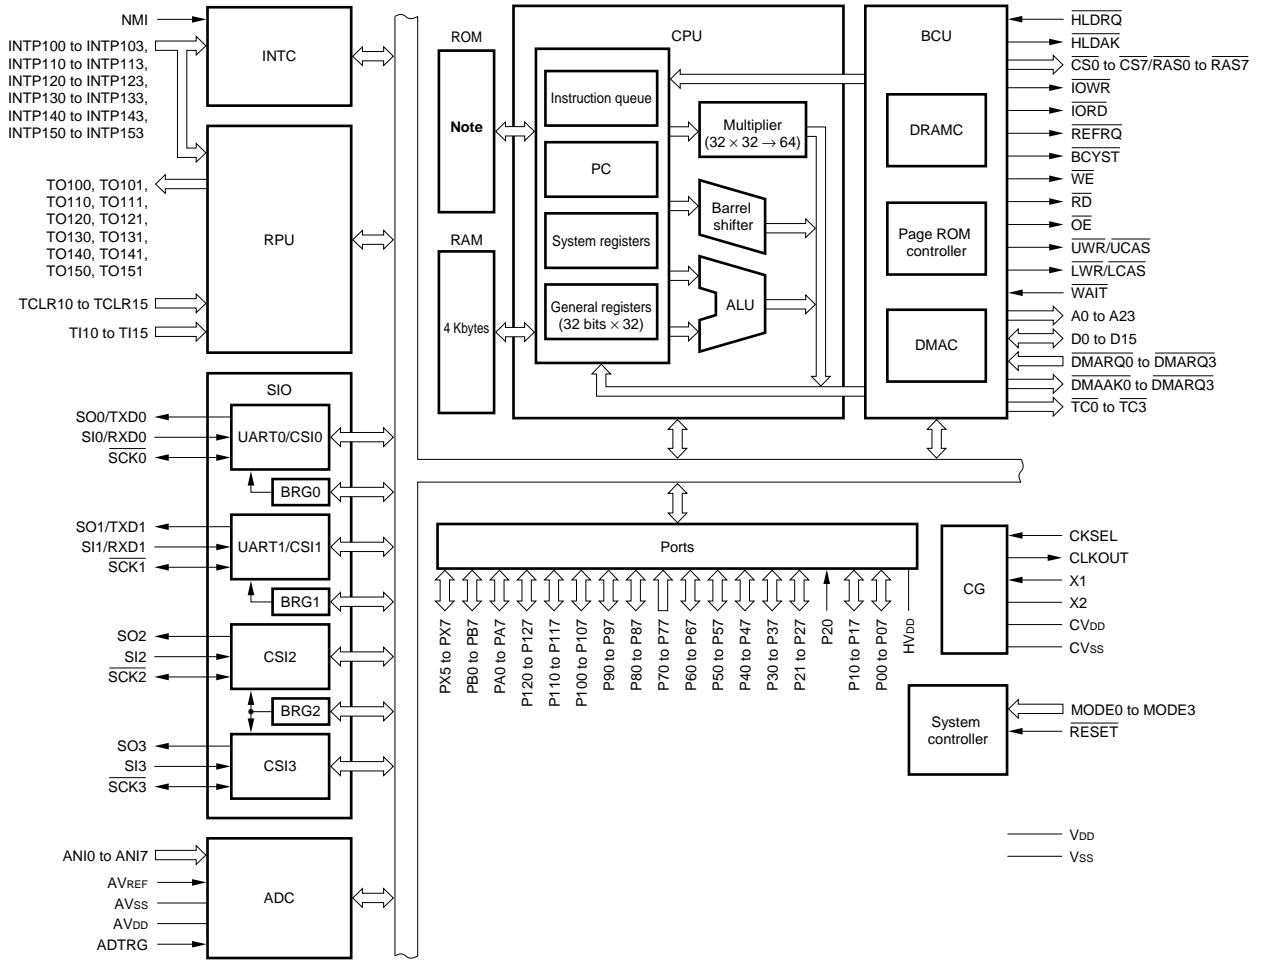 NMI
INTP100 to INTP103,
INTP110 to INTP113,
INTP120 to INTP123,
INTP130 to INTP133,
INTP140 to INTP143,
INTP150 to INTP153
INTC
TO100, TO101,
TO110, TO111,
TO120, TO121,
TO130, TO131,
TO140, TO141,
TO150, TO151
TCLR10 to TCLR15
TI10 to TI15
RPU
SIO
SO0/TXD0
SI0/RXD0
SCK0
UART0/CSI0
BRG0
SO1/TXD1
SI1/RXD1
SCK1
UART1/CSI1
BRG1
SO2
SI2
SCK2
CSI2
BRG2
SO3
SI3
SCK3
CSI3
ANI0 to ANI7
AVREF
AVSS
AVDD
ADTRG
ADC
ROM
Note
RAM
4 Kbytes
CPU
Instruction queue
PC
System registers
General registers
(32 bits × 32)
Multiplier
(32 × 32 → 64)
Barrel
shifter
ALU
BCU
DRAMC
Page ROM
controller
DMAC
HLDRQ
HLDAK
CS0 to CS7/RAS0 to RAS7
IOWR
IORD
REFRQ
BCYST
WE
RD
OE
UWR/UCAS
LWR/LCAS
WAIT
A0 to A23
D0 to D15
DMARQ0 to DMARQ3
DMAAK0 to DMARQ3
TC0 to TC3
Ports
PX5 to PX7
PB0 to PB7
PA0 to PA7
P120 to P127
P110 to P117
P100 to P107
P90 to P97
P80 to P87
P70 to P77
P60 to P67
P50 to P57
P40 to P47
P30 to P37
P21 to P27
P20
P10 to P17
P00 to P07
HVDD
CG
CKSEL
CLKOUT
X1
X2
CVDD
CVSS
System
controller
MODE0 to MODE3
RESET
VDD
VSS